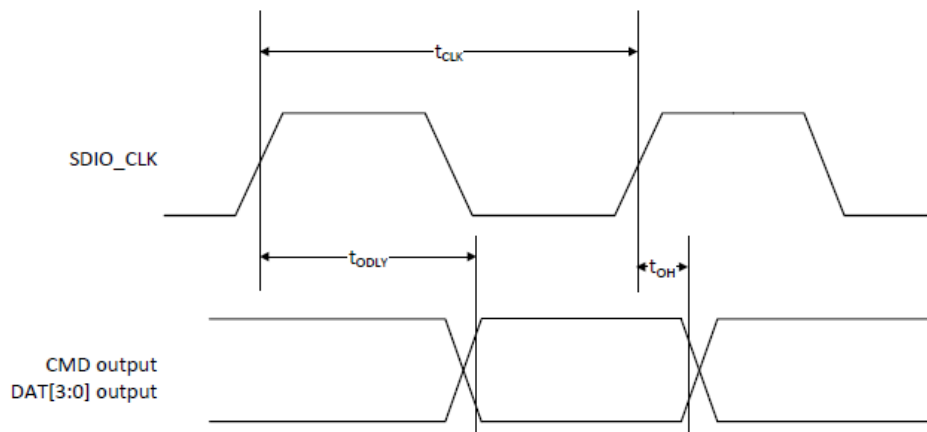 tCLK
SDIO_CLK
tODLY
tOH
CMD output
DAT[3:0] output